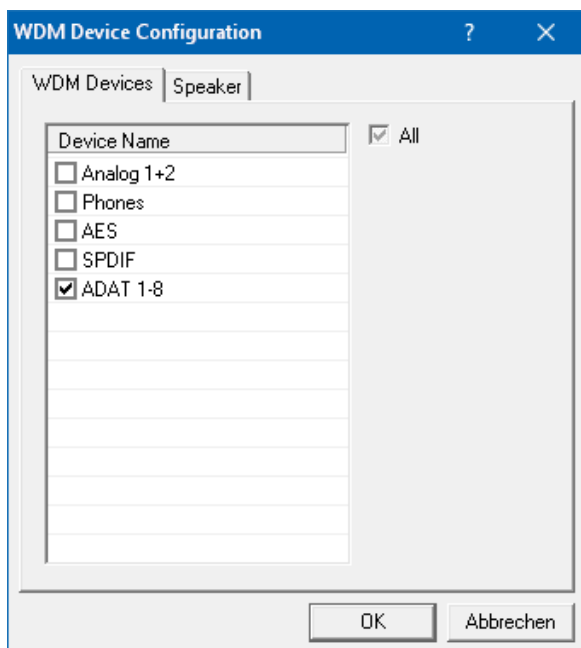 WDM Device Configuration ?
WDM Devices Speaker
Device Name All
Analog 1+2
Phones
AES
SPDIF
ADAT 1-8
OK Abbrechen